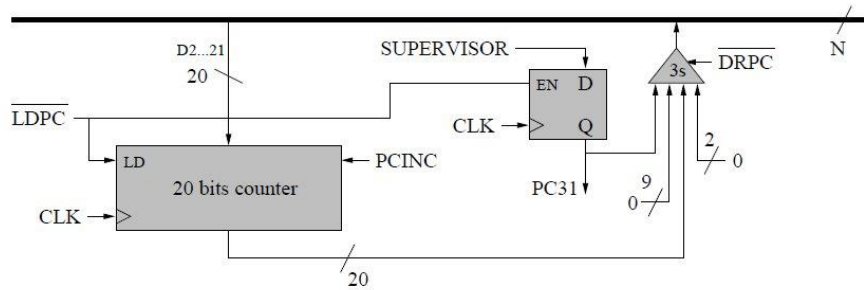 D2...21
20
SUPERVISOR
3s
DRPC
N
EN D
LDPC
CLK
Q
LD
PCINC
2
0
20 bits counter
9
0
PC31
CLK
20